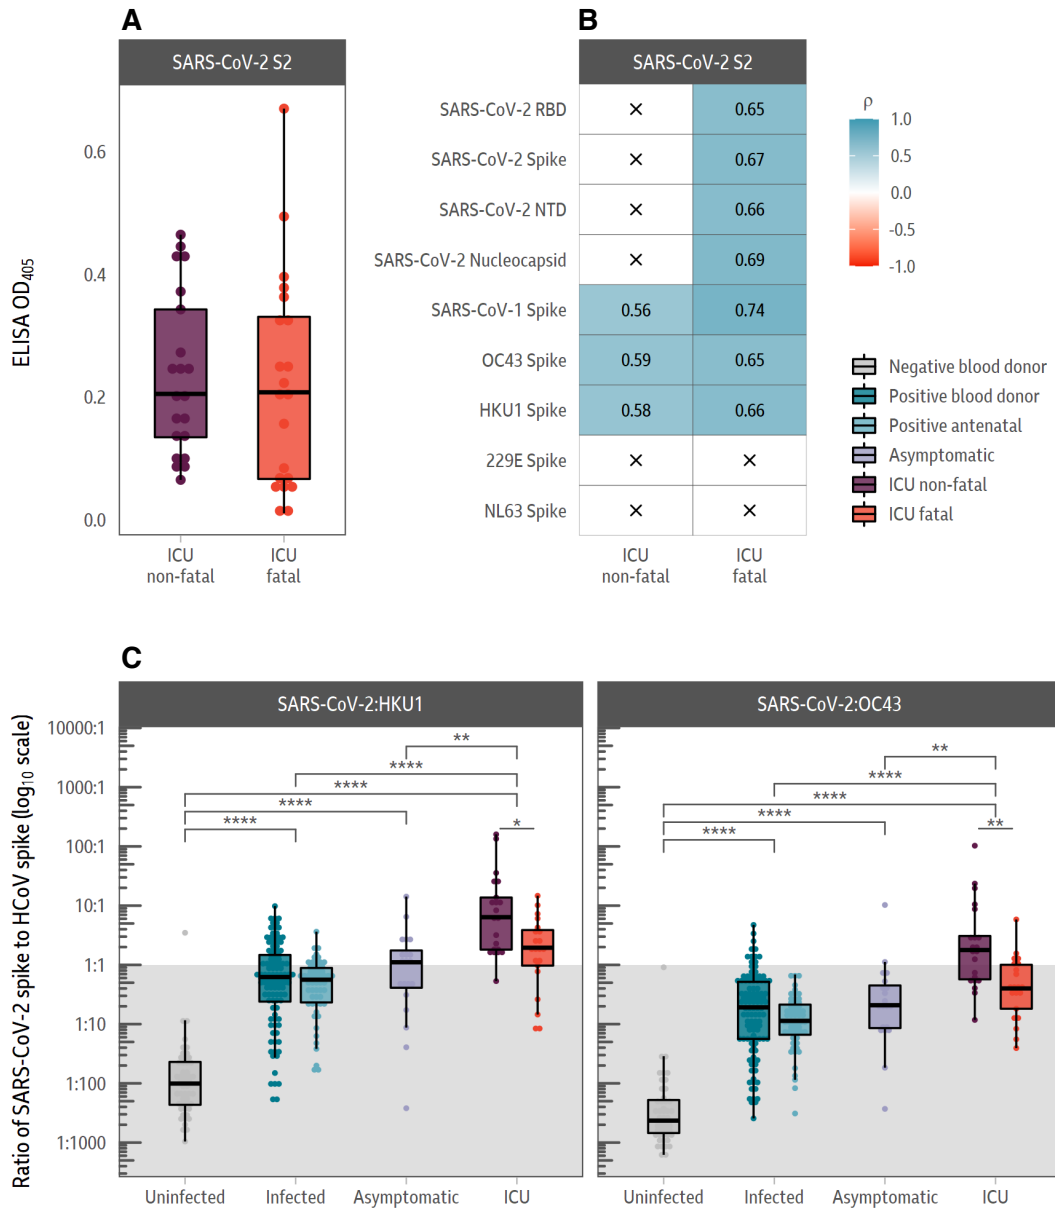 A
B
SARS-CoV-2 S2
SARS-CoV-2 S2
ELISA OD405
0.6
0.4
0.2
0.0
ICU
non-fatal
ICU
fatal
SARS-CoV-2 RBD
× 0.65
SARS-CoV-2 Spike
× 0.67
SARS-CoV-2 NTD
× 0.66
SARS-CoV-2 Nucleocapsid
× 0.69
SARS-CoV-1 Spike
0.56 0.74
OC43 Spike
0.59 0.65
HKU1 Spike
0.58 0.66
229E Spike
× ×
NL63 Spike
× ×
ICU
non-fatal
ICU
fatal
ρ
1.0
0.5
0.0
-0.5
-1.0
Negative blood donor
Positive blood donor
Positive antenatal
Asymptomatic
ICU non-fatal
ICU fatal
C
SARS-CoV-2:HKU1
SARS-CoV-2:OC43
Ratio of SARS-CoV-2 spike to HCoV spike (log10 scale)
10000:1
1000:1
100:1
10:1
1:1
1:10
1:100
1:1000
**
****
****
****
****
*
**
****
****
****
****
**
Uninfected
Infected
Asymptomatic
ICU
Uninfected
Infected
Asymptomatic
ICU